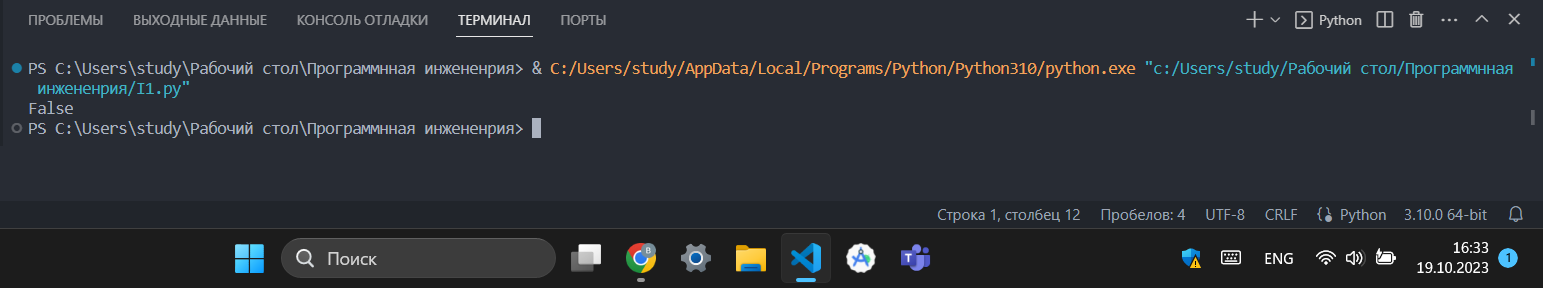 ПРОБЛЕМЫ ВЫХОДНЫЕ ДАННЫЕ КОНСОЛЬ ОТЛАДКИ ТЕРМИНАЛ ПОРТЫ Python
PS C:\Users\study\Рабочий стол\Программнная инжененрия> & C:/Users/study/AppData/Local/Programs/Python/Python310/python.exe "c:/Users/study/Рабочий стол/Программнная
инжененрия/I1.py"
False
PS C:\Users\study\Рабочий стол\Программнная инжененрия>
Строка 1, столбец 12 Пробелов: 4 UTF-8 CRLF Python 3.10.0 64-bit
Поиск B ENG 16:33
19.10.2023 1